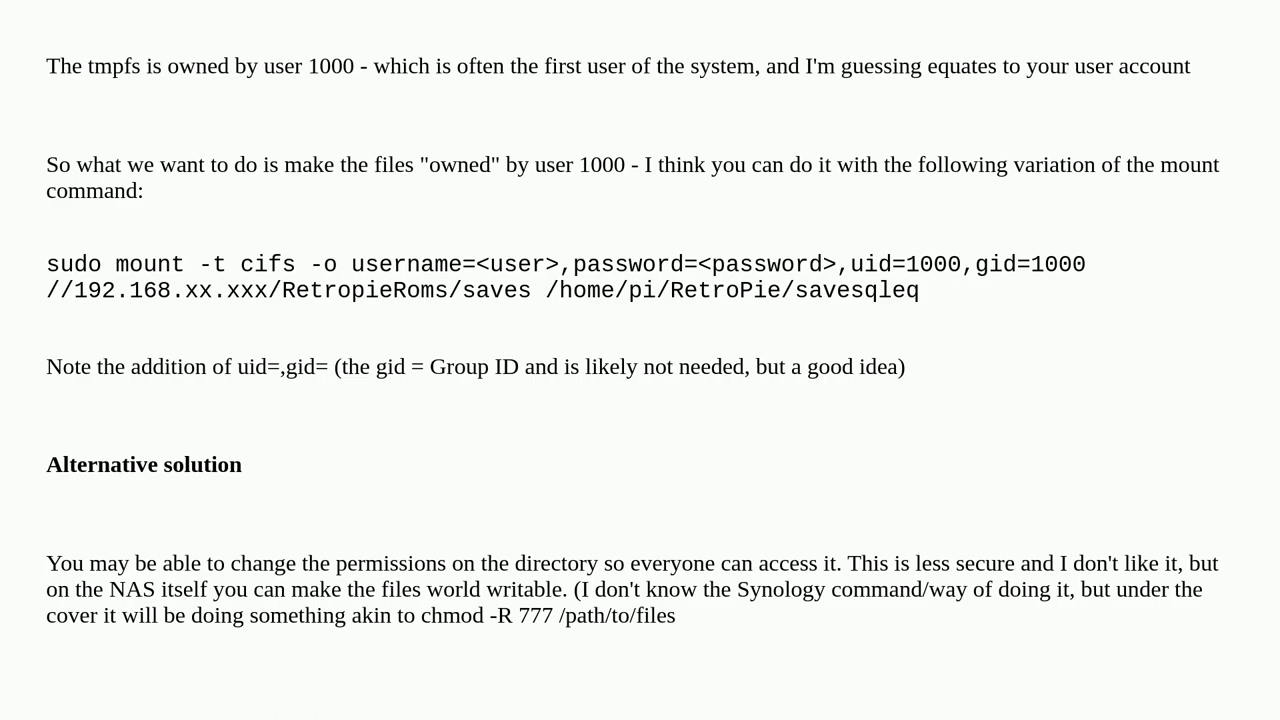 The tmpfs is owned by user 1000 - which is often the first user of the system, and I'm guessing equates to your user account
So what we want to do is make the files "owned" by user 1000 - I think you can do it with the following variation of the mount
command:
sudo mount -t cifs -o username=<user>,password=<password>,uid=1000,gid=1000
//192.168.xx.xxx/RetropieRoms/saves /home/pi/RetroPie/savesqleq
Note the addition of uid=,gid= (the gid = Group ID and is likely not needed, but a good idea)
Alternative solution
You may be able to change the permissions on the directory so everyone can access it. This is less secure and I don't like it, but
on the NAS itself you can make the files world writable. (I don't know the Synology command/way of doing it, but under the
cover it will be doing something akin to chmod -R 777 /path/to/files